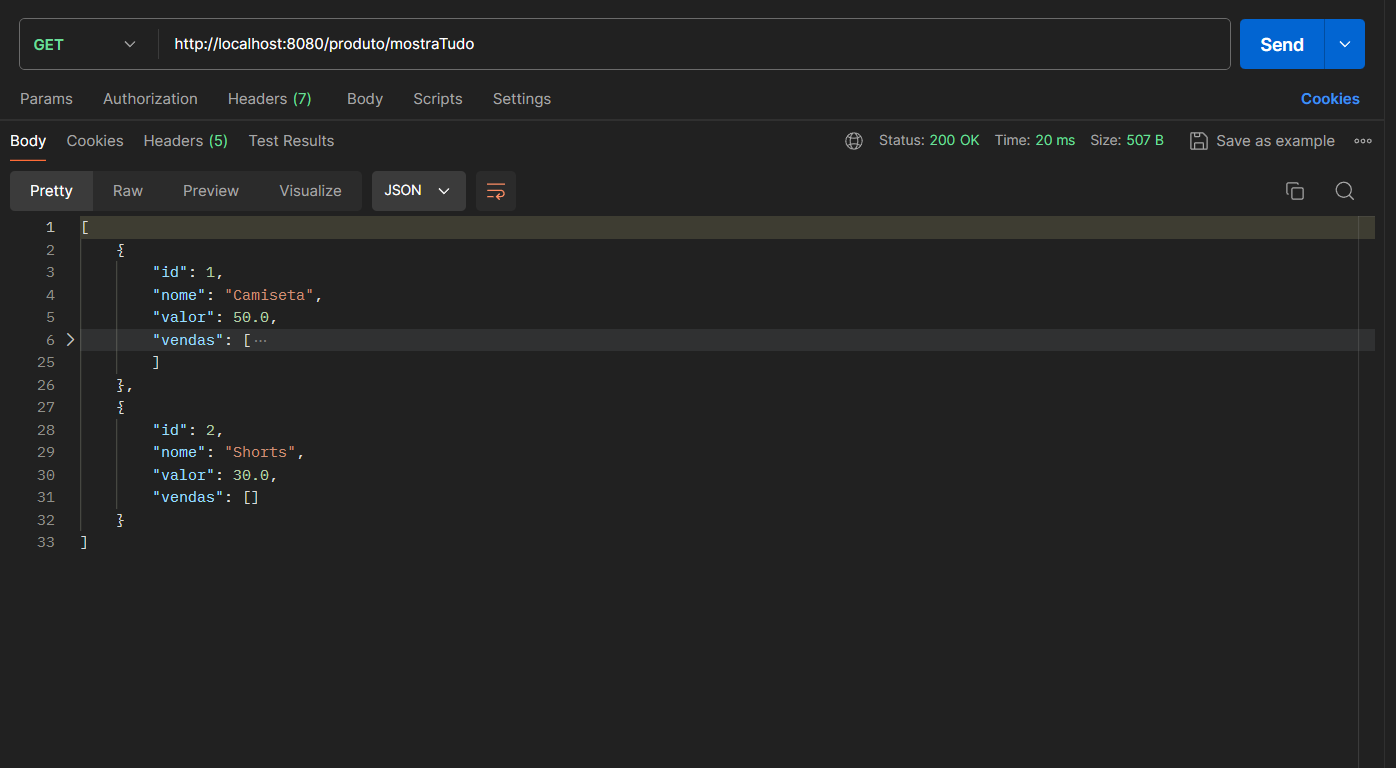 GET http://localhost:8080/produto/mostraTudo Send
Params Authorization Headers (7) Body Scripts Settings Cookies
Body Cookies Headers (5) Test Results Status: 200 OK Time: 20 ms Size: 507 B Save as example
Pretty Raw Preview Visualize JSON
1 [
2 {
3 "id": 1,
4 "nome": "Camiseta",
5 "valor": 50.0,
6 "vendas": [ ···
25 ]
26 },
27 {
28 "id": 2,
29 "nome": "Shorts",
30 "valor": 30.0,
31 "vendas": []
32 }
33 ]